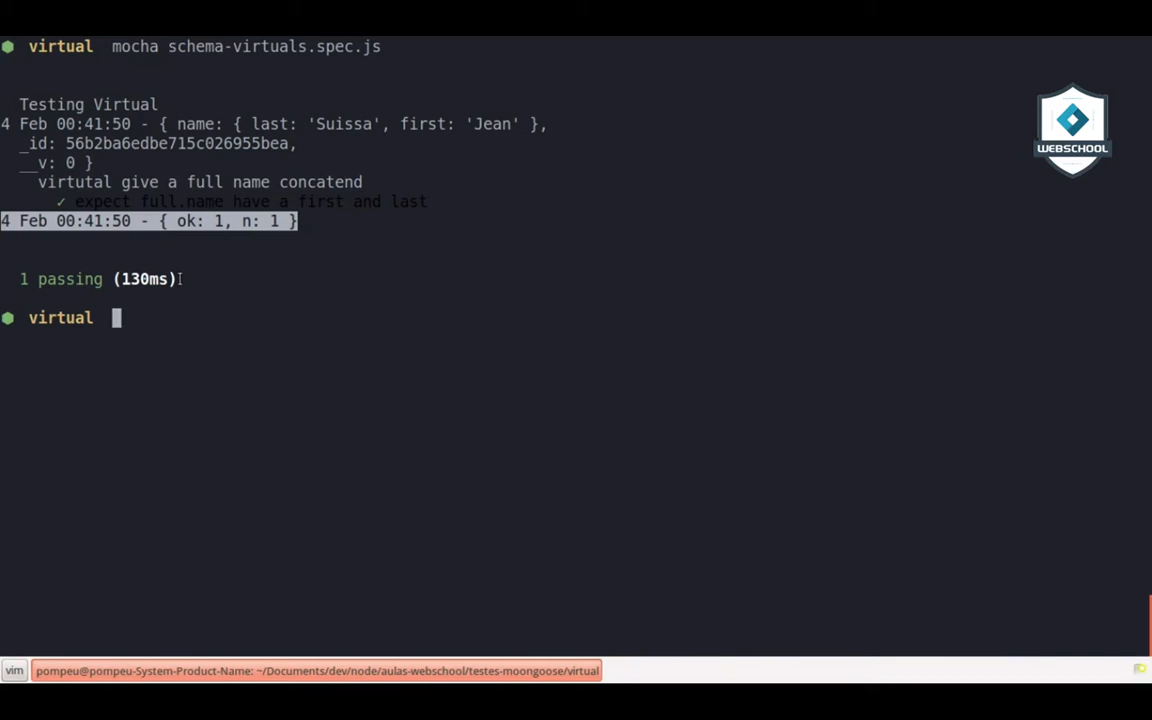 virtual mocha schema-virtuals.spec.js
Testing Virtual
4 Feb 00:41:50 - { name: { last: 'Suissa', first: 'Jean' },
_id: 56b2ba6edbe715c026955bea,
__v: 0 }
virtutal give a full name concatend
✓ expect full.name have a first and last
4 Feb 00:41:50 - { ok: 1, n: 1 }
1 passing (130ms)
virtual
WEBSCHOOL
vim
pompeu@pompeu-System-Product-Name: ~/Documents/dev/node/aulas-webschool/testes-moongoose/virtual